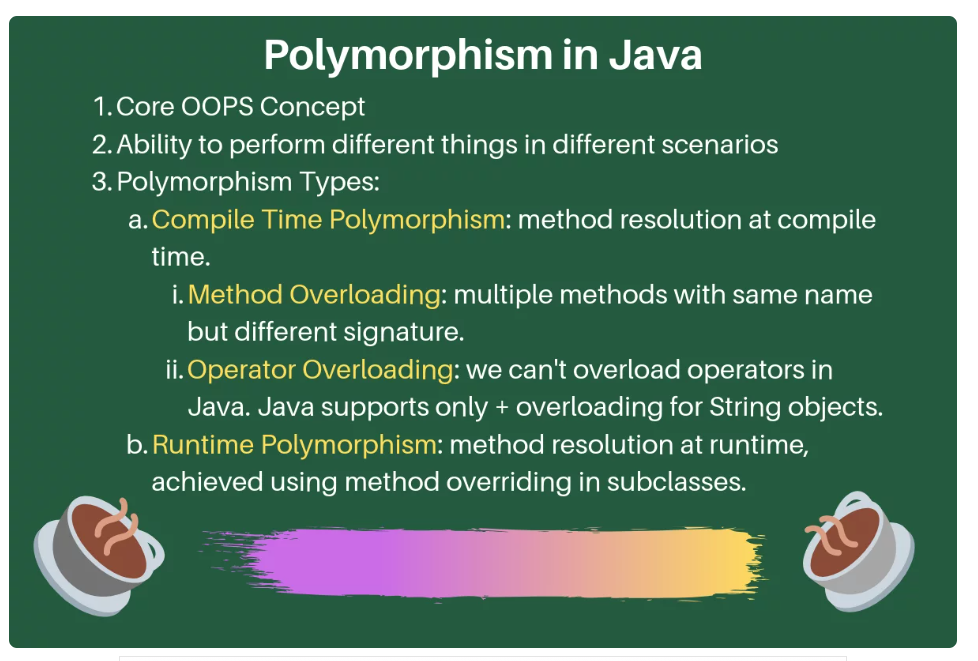 Polymorphism in Java
1. Core OOPS Concept
2. Ability to perform different things in different scenarios
3. Polymorphism Types:
a. Compile Time Polymorphism: method resolution at compile
time.
i. Method Overloading: multiple methods with same name
but different signature.
ii. Operator Overloading: we can't overload operators in
Java. Java supports only + overloading for String objects.
b. Runtime Polymorphism: method resolution at runtime,
achieved using method overriding in subclasses.